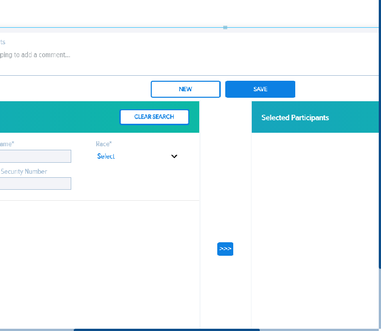 ts
ping to add a comment...
NEW
SAVE
CLEAR SEARCH
Selected Participants
ame*
Race*
Select
Security Number
>>>